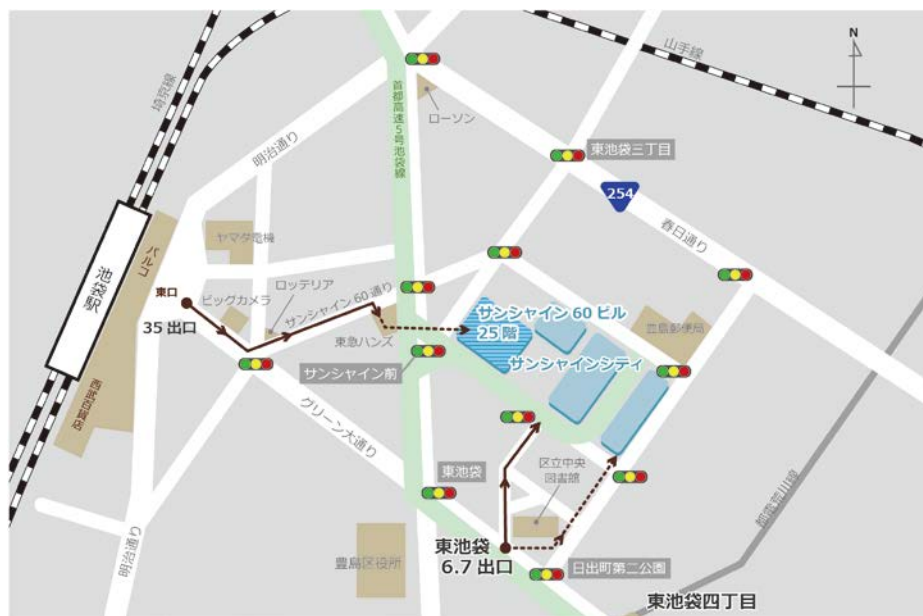 N
埼京線
山手線
首都高速5号池袋線
ローソン
明治通り
東池袋三丁目
254
春日通り
池袋駅
パルコ
ヤマダ電機
東口
ビッグカメラ
ロッテリア
サンシャイン60通り
35 出口
東急ハンズ
サンシャイン 60 ビル
25 階
豊島郵便局
サンシャイン前
サンシャインシティ
西武百貨店
グリーン大通り
東池袋
区立中央
図書館
都電荒川線
明治通り
豊島区役所
東池袋
6.7 出口
日出町第二公園
東池袋四丁目